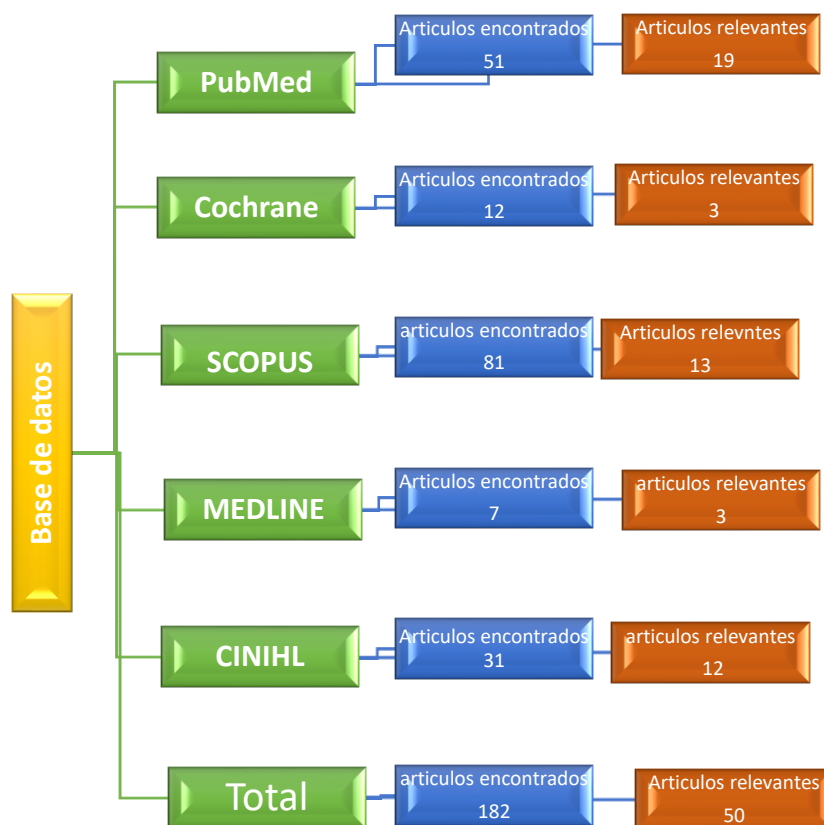 Base de datos
PubMed
Articulos encontrados
51
Articulos relevantes
19
Cochrane
Articulos encontrados
12
Articulos relevantes
3
SCOPUS
articulos encontrados
81
Articulos relevntes
13
MEDLINE
Articulos encontrados
7
articulos relevantes
3
CINIHL
Articulos encontrados
31
articulos relevantes
12
Total
articulos encontrados
182
Articulos relevantes
50